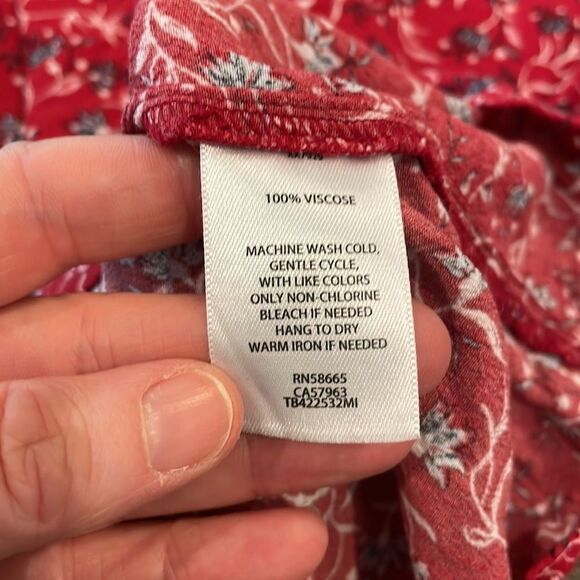 100% VISCOSE
MACHINE WASH COLD,
GENTLE CYCLE,
WITH LIKE COLORS
ONLY NON-CHLORINE
BLEACH IF NEEDED
HANG TO DRY
WARM IRON IF NEEDED
RN58665
CA57963
TB422532MI